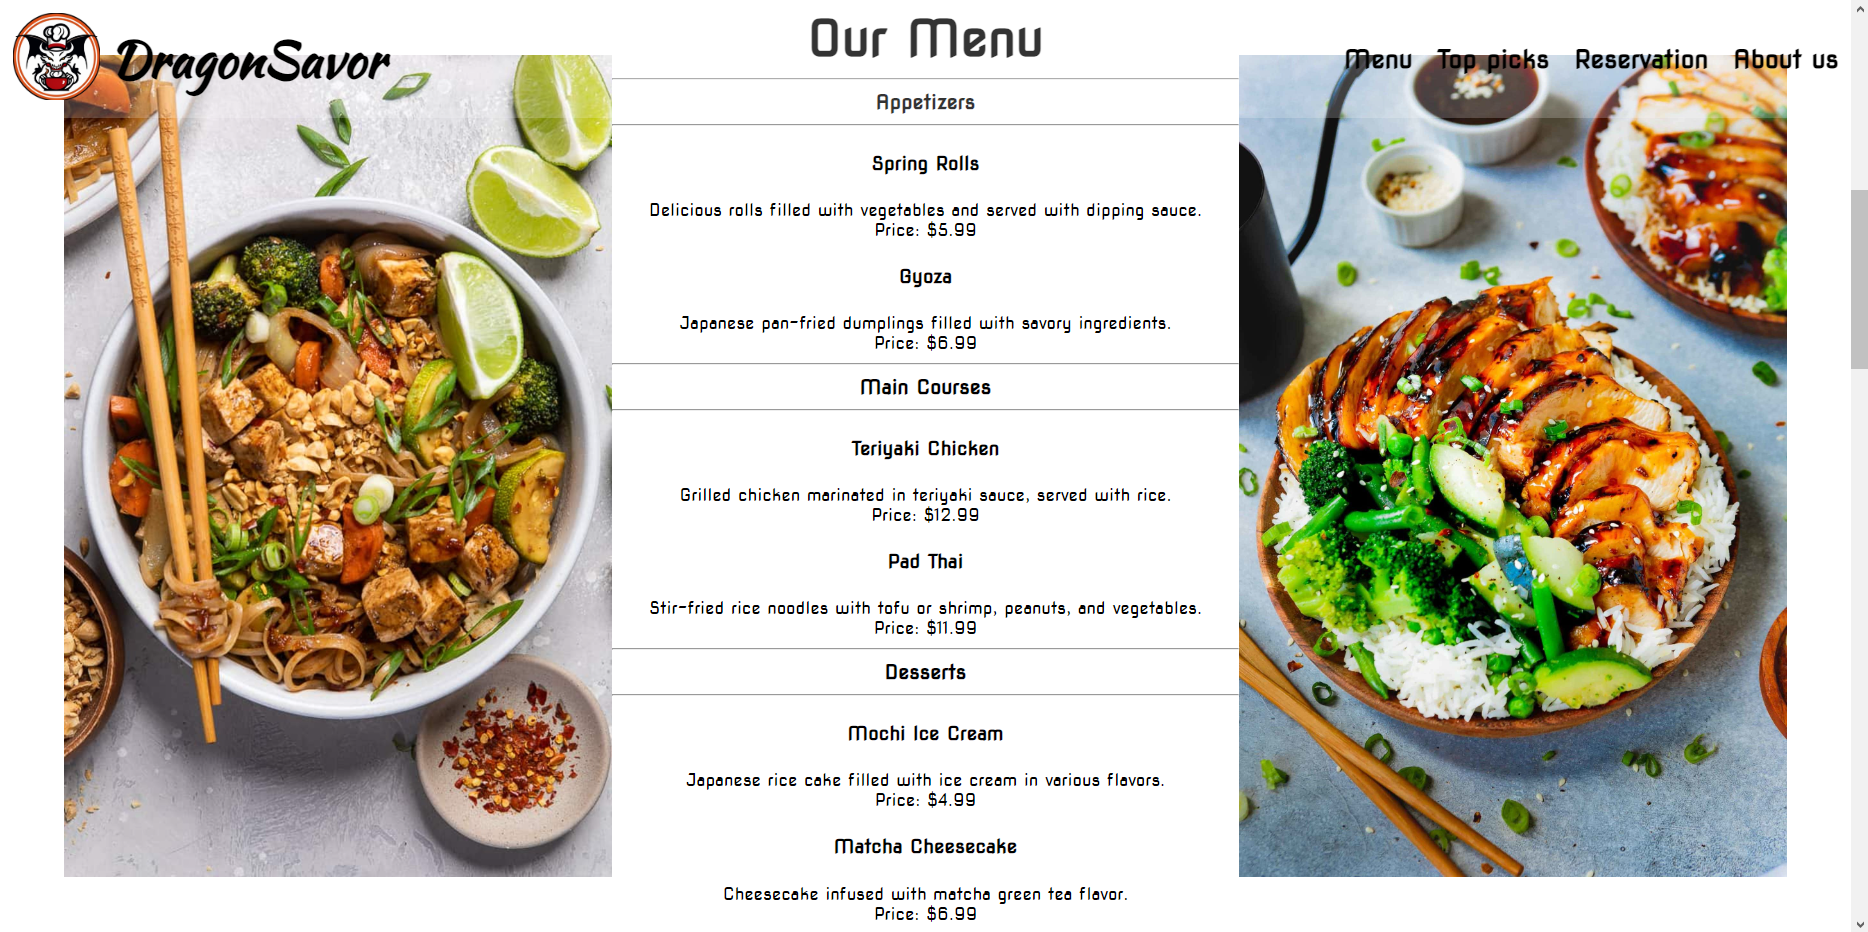 DragonSavor
Menu Top picks Reservation About us
Our Menu
Appetizers
Spring Rolls
Delicious rolls filled with vegetables and served with dipping sauce.
Price: $5.99
Gyoza
Japanese pan-fried dumplings filled with savory ingredients.
Price: $6.99
Main Courses
Teriyaki Chicken
Grilled chicken marinated in teriyaki sauce, served with rice.
Price: $12.99
Pad Thai
Stir-fried rice noodles with tofu or shrimp, peanuts, and vegetables.
Price: $11.99
Desserts
Mochi Ice Cream
Japanese rice cake filled with ice cream in various flavors.
Price: $4.99
Matcha Cheesecake
Cheesecake infused with matcha green tea flavor.
Price: $6.99